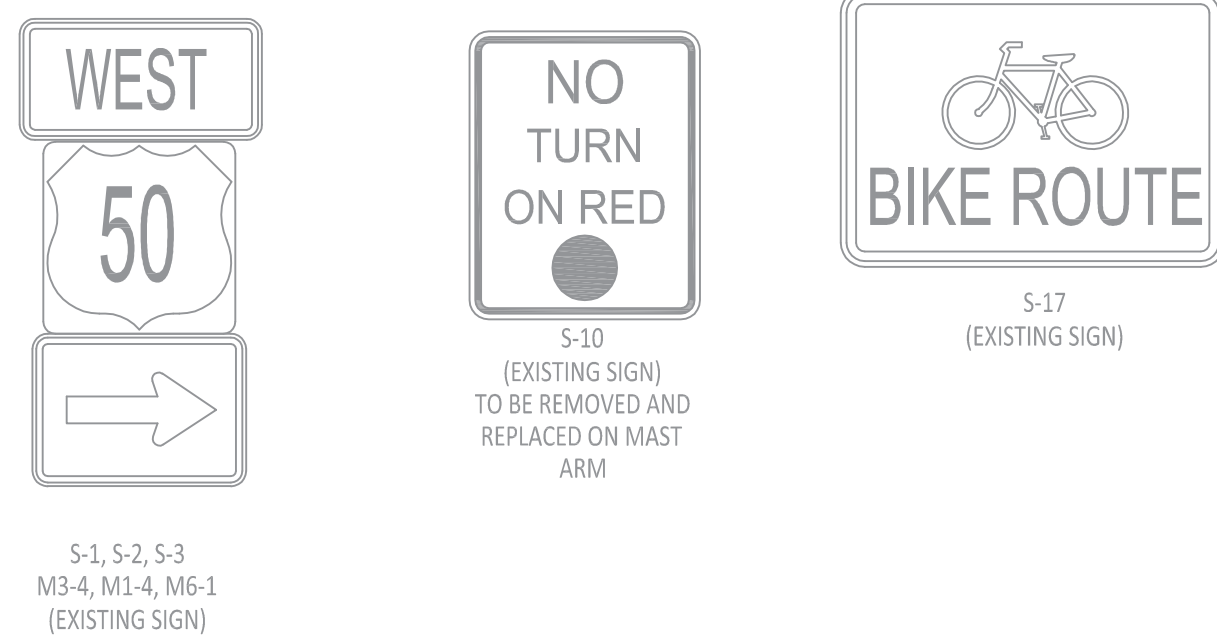 WEST
50
S-1, S-2, S-3
M3-4, M1-4, M6-1
(EXISTING SIGN)
NO
TURN
ON RED
S-10
(EXISTING SIGN)
TO BE REMOVED AND
REPLACED ON MAST
ARM
BIKE ROUTE
S-17
(EXISTING SIGN)